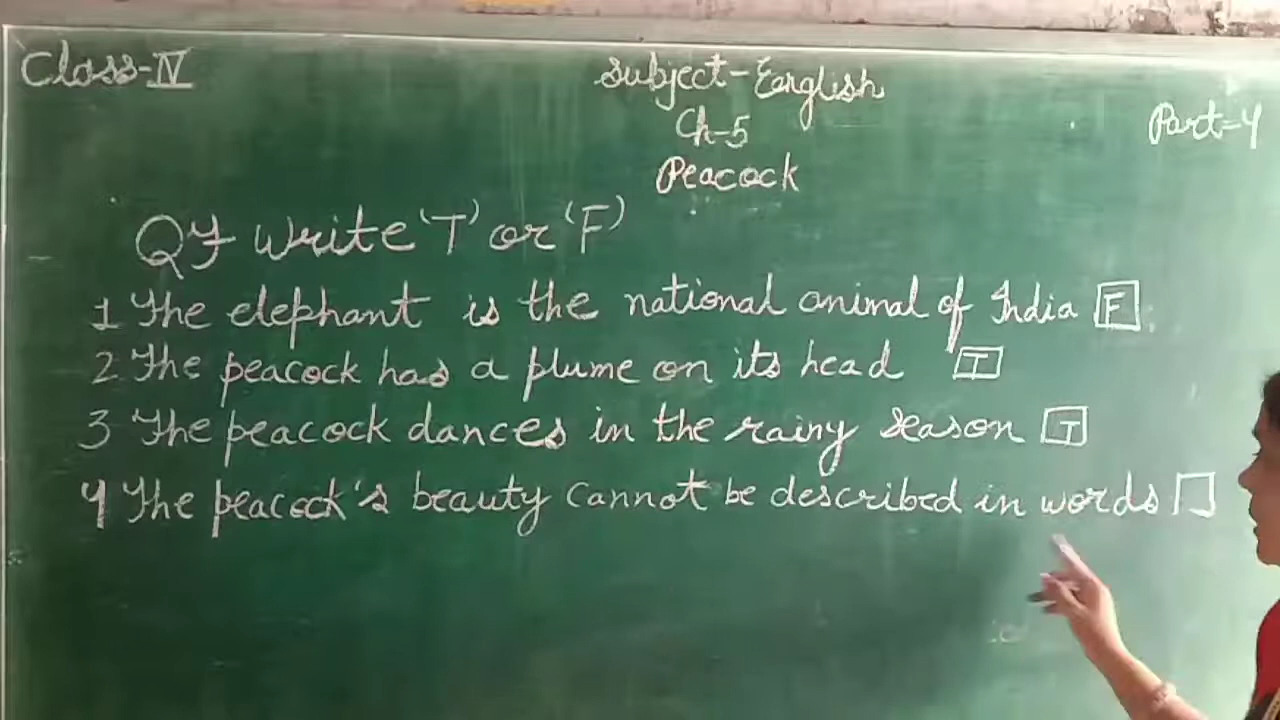 Class-IV
Subject-English
Ch-5
Part=4
Peacock
Q4 Write 'T' or 'F'
1 The elephant is the national animal of India F
2 The peacock has a plume on its head T
3 The peacock dances in the rainy season T
4 The peacock's beauty cannot be described in words